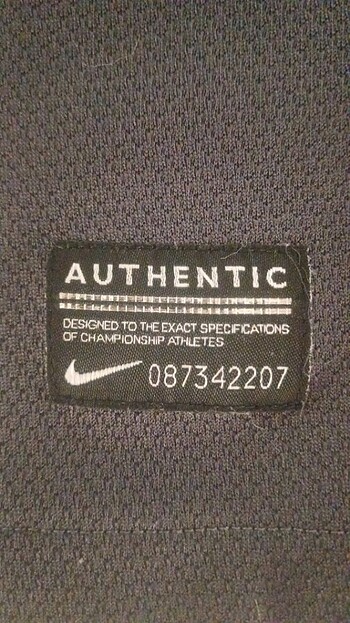 AUTHENTIC
DESIGNED TO THE EXACT SPECIFICATIONS
OF CHAMPIONSHIP ATHLETES
087342207